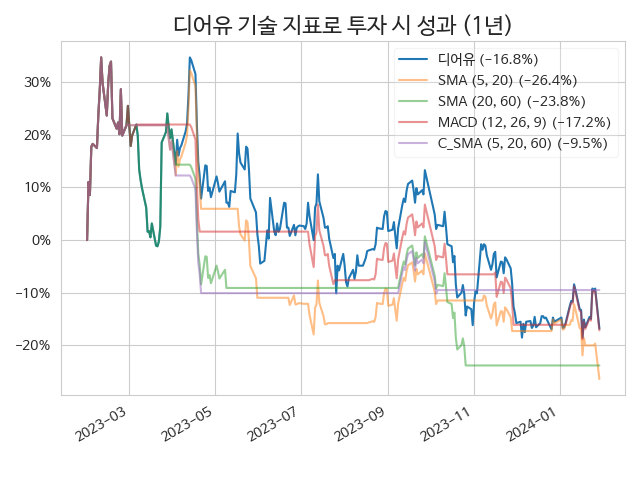 디어유 기술 지표로 투자 시 성과 (1년)
디어유 (−16.8%)
SMA (5, 20) (−26.4%)
SMA (20, 60) (−23.8%)
MACD (12, 26, 9) (−17.2%)
C_SMA (5, 20, 60) (−9.5%)
30%
20%
10%
0%
−10%
−20%
2023−03
2023−05
2023−07
2023−09
2023−11
2024−01